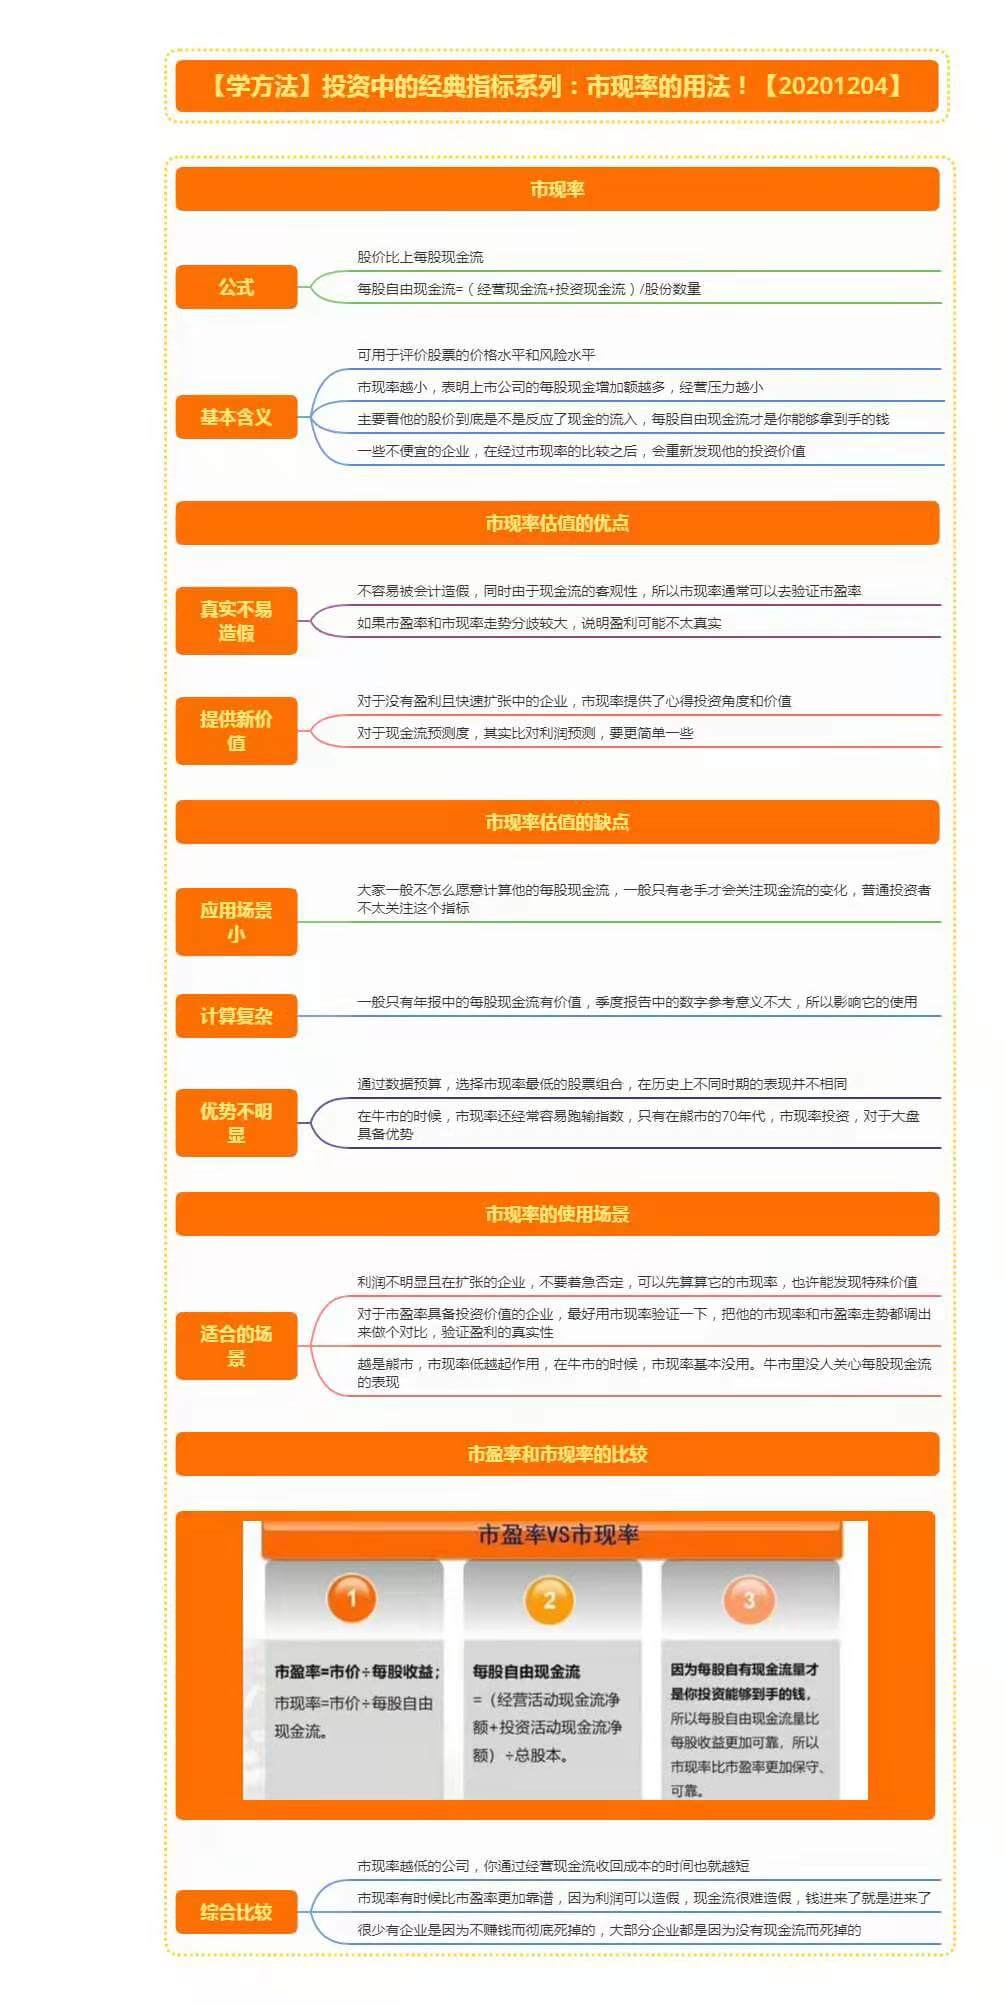 【学方法】投资中的经典指标系列：市现率的用法！【20201204】
市现率
公式
股价比上每股现金流
每股自由现金流=（经营现金流+投资现金流）/股份数量
基本含义
可用于评价股票的价格水平和风险水平
市现率越小，表明上市公司的每股现金增加额越多，经营压力越小
主要看他的股价到底是不是反应了现金的流入，每股自由现金流才是你能够拿到手的钱
一些不便宜的企业，在经过市现率的比较之后，会重新发现他的投资价值
市现率估值的优点
真实不易
造假
不容易被会计造假，同时由于现金流的客观性，所以市现率通常可以去验证市盈率
如果市盈率和市现率走势分歧较大，说明盈利可能不太真实
提供新价
值
对于没有盈利且快速扩张中的企业，市现率提供了心得投资角度和价值
对于现金流预测度，其实比对利润预测，要更简单一些
市现率估值的缺点
应用场景
小
大家一般不怎么愿意计算他的每股现金流，一般只有老手才会关注现金流的变化，普通投资者
不太关注这个指标
计算复杂
一般只有年报中的每股现金流有价值，季度报告中的数字参考意义不大，所以影响它的使用
优势不明
显
通过数据预算，选择市现率最低的股票组合，在历史上不同时期的表现并不相同
在牛市的时候，市现率还经常容易跑输指数，只有在熊市的70年代，市现率投资，对于大盘
具备优势
市现率的使用场景
适合的场
景
利润不明显且在扩张的企业，不要着急否定，可以先算算它的市现率，也许能发现特殊价值
对于市盈率具备投资价值的企业，最好用市现率验证一下，把他的市现率和市盈率走势都调出
来做个对比，验证盈利的真实性
越是熊市，市现率低越起作用，在牛市的时候，市现率基本没用。牛市里没人关心每股现金流
的表现
市盈率和市现率的比较
市盈率VS市现率
1
市盈率=市价÷每股收益；
市现率=市价÷每股自由
现金流。
2
每股自由现金流
=（经营活动现金流净
额+投资活动现金流净
额）÷总股本。
3
因为每股自有现金流量才
是你投资能够到手的钱，
所以每股自由现金流量比
每股收益更加可靠，所以
市现率比市盈率更加保守、
可靠。
综合比较
市现率越低的公司，你通过经营现金流收回成本的时间也就越短
市现率有时候比市盈率更加靠谱，因为利润可以造假，现金流很难造假，钱进来了就是进来了
很少有企业是因为不赚钱而彻底死掉的，大部分企业都是因为没有现金流而死掉的